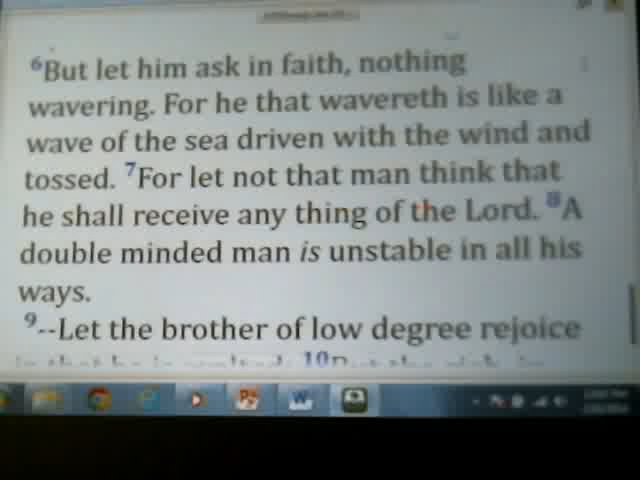 ⁶But let him ask in faith, nothing
wavering. For he that wavereth is like a
wave of the sea driven with the wind and
tossed. ⁷For let not that man think that
he shall receive any thing of the Lord. ⁸A
double minded man is unstable in all his
ways.
⁹--Let the brother of low degree rejoice
10
W